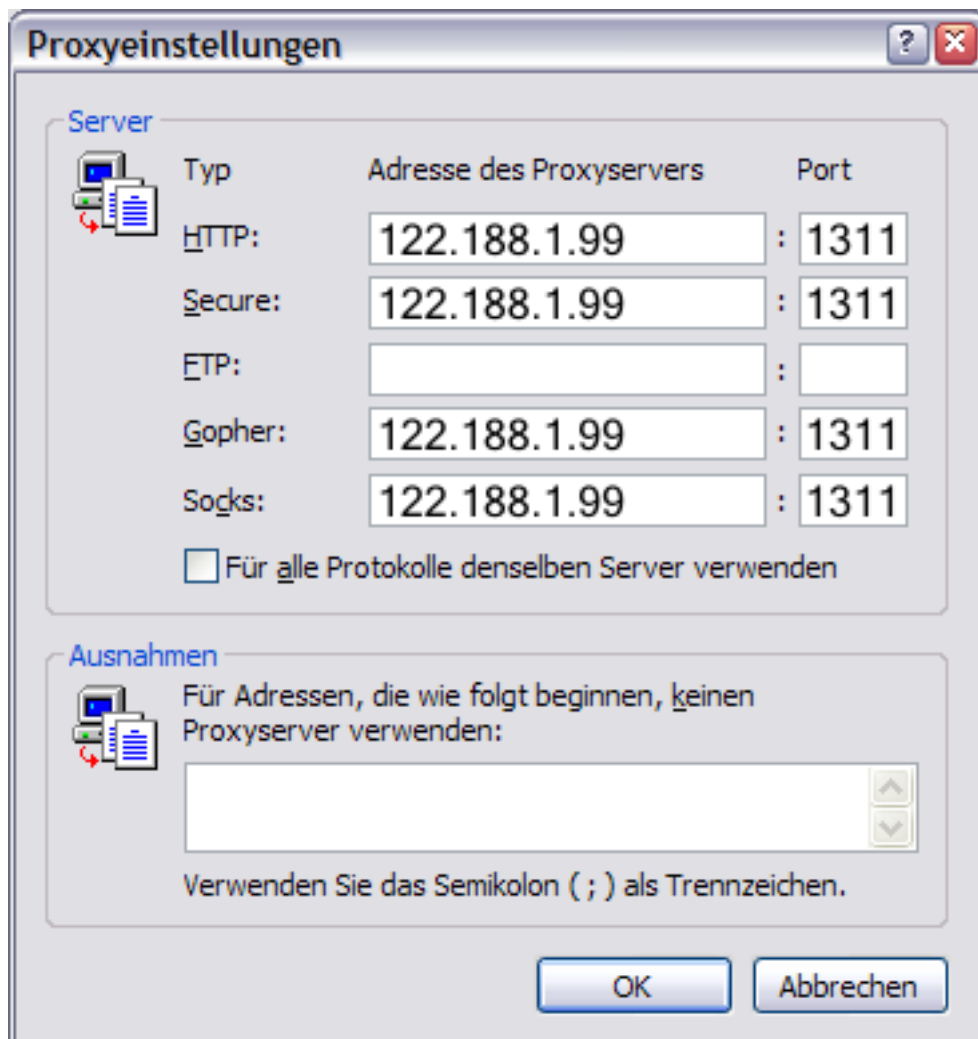 Proxyeinstellungen
Server
Typ Adresse des Proxyservers Port
HTTP: 122.188.1.99 : 1311
Secure: 122.188.1.99 : 1311
FTP: :
Gopher: 122.188.1.99 : 1311
Socks: 122.188.1.99 : 1311
Für alle Protokolle denselben Server verwenden
Ausnahmen
Für Adressen, die wie folgt beginnen, keinen
Proxyserver verwenden:
Verwenden Sie das Semikolon ( ; ) als Trennzeichen.
OK Abbrechen